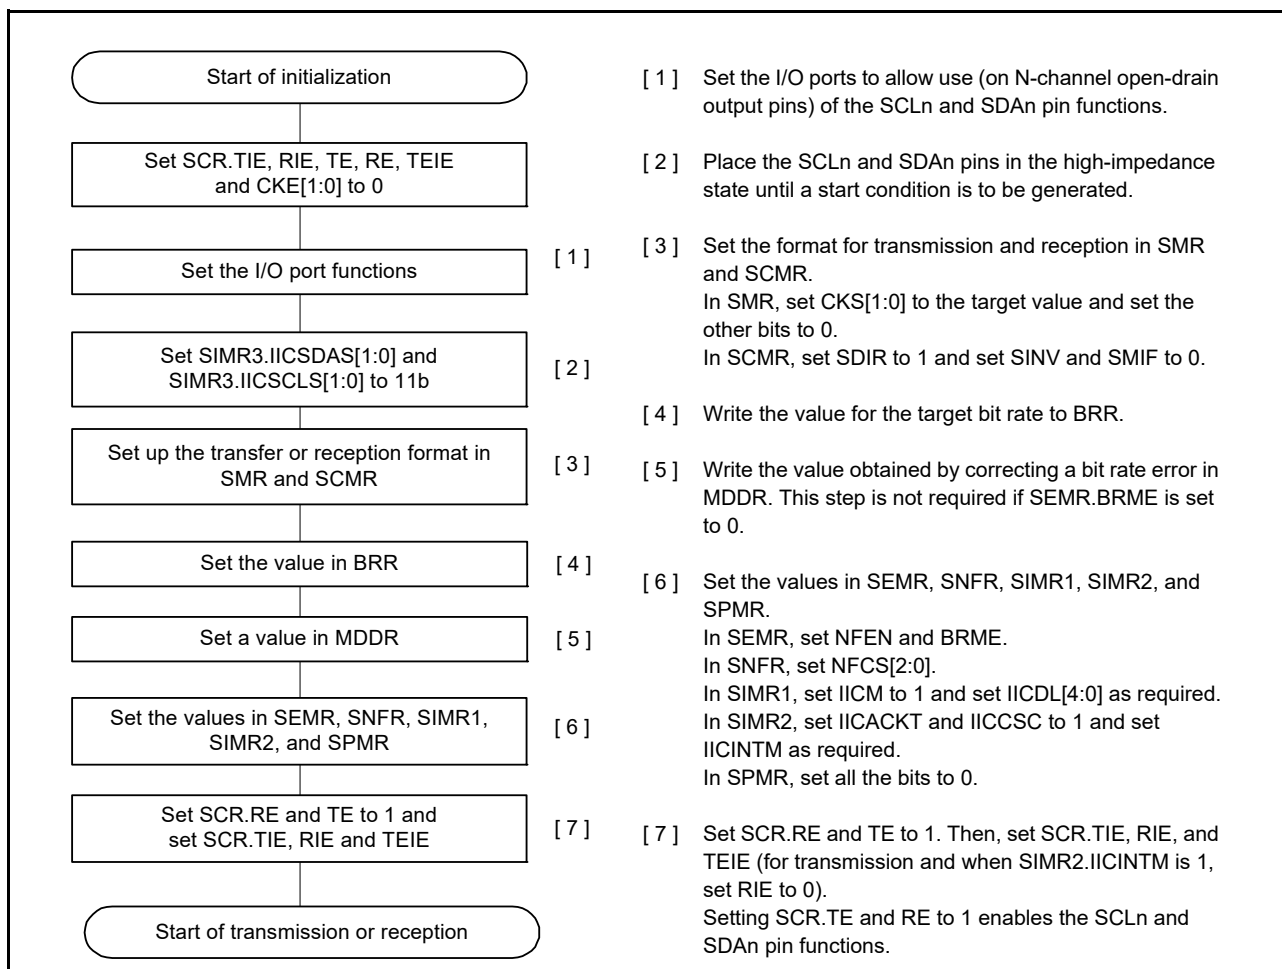 Start of initialization
Set SCR.TIE, RIE, TE, RE, TEIE
and CKE[1:0] to 0
Set the I/O port functions
[ 1 ]
Set SIMR3.IICSDAS[1:0] and
SIMR3.IICSCLS[1:0] to 11b
[ 2 ]
Set up the transfer or reception format in
SMR and SCMR
[ 3 ]
Set the value in BRR
[ 4 ]
Set a value in MDDR
[ 5 ]
Set the values in SEMR, SNFR, SIMR1,
SIMR2, and SPMR
[ 6 ]
Set SCR.RE and TE to 1 and
set SCR.TIE, RIE and TEIE
[ 7 ]
Start of transmission or reception
[ 1 ] Set the I/O ports to allow use (on N-channel open-drain
output pins) of the SCLn and SDAn pin functions.
[ 2 ] Place the SCLn and SDAn pins in the high-impedance
state until a start condition is to be generated.
[ 3 ] Set the format for transmission and reception in SMR
and SCMR.
In SMR, set CKS[1:0] to the target value and set the
other bits to 0.
In SCMR, set SDIR to 1 and set SINV and SMIF to 0.
[ 4 ] Write the value for the target bit rate to BRR.
[ 5 ] Write the value obtained by correcting a bit rate error in
MDDR. This step is not required if SEMR.BRME is set
to 0.
[ 6 ] Set the values in SEMR, SNFR, SIMR1, SIMR2, and
SPMR.
In SEMR, set NFEN and BRME.
In SNFR, set NFCS[2:0].
In SIMR1, set IICM to 1 and set IICDL[4:0] as required.
In SIMR2, set IICACKT and IICCSC to 1 and set
IICINTM as required.
In SPMR, set all the bits to 0.
[ 7 ] Set SCR.RE and TE to 1. Then, set SCR.TIE, RIE, and
TEIE (for transmission and when SIMR2.IICINTM is 1,
set RIE to 0).
Setting SCR.TE and RE to 1 enables the SCLn and
SDAn pin functions.